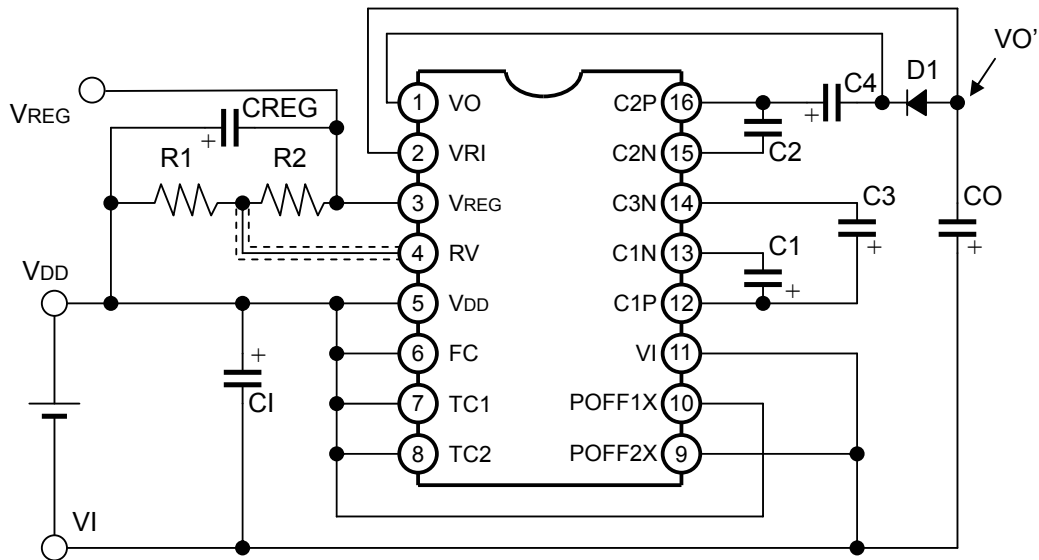 VO’
D1
C4
VREG
CREG
R1
R2
1 VO
2 VRI
3 VREG
4 RV
5 VDD
6 FC
7 TC1
8 TC2
C2P 16
C2N 15
C3N 14
C1N 13
C1P 12
VI 11
POFF1X 10
POFF2X 9
C2
C3
C1
CO
VDD
CI
VI
+
+
+
+
+
+